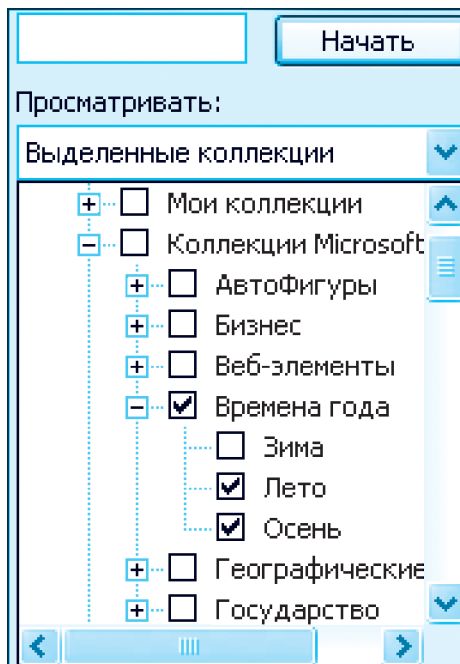 Начать
Просматривать:
Выделенные коллекции
Мои коллекции
Коллекции Microsoft
АвтоФигуры
Бизнес
Веб-элементы
Времена года
Зима
Лето
Осень
Географические
Государство